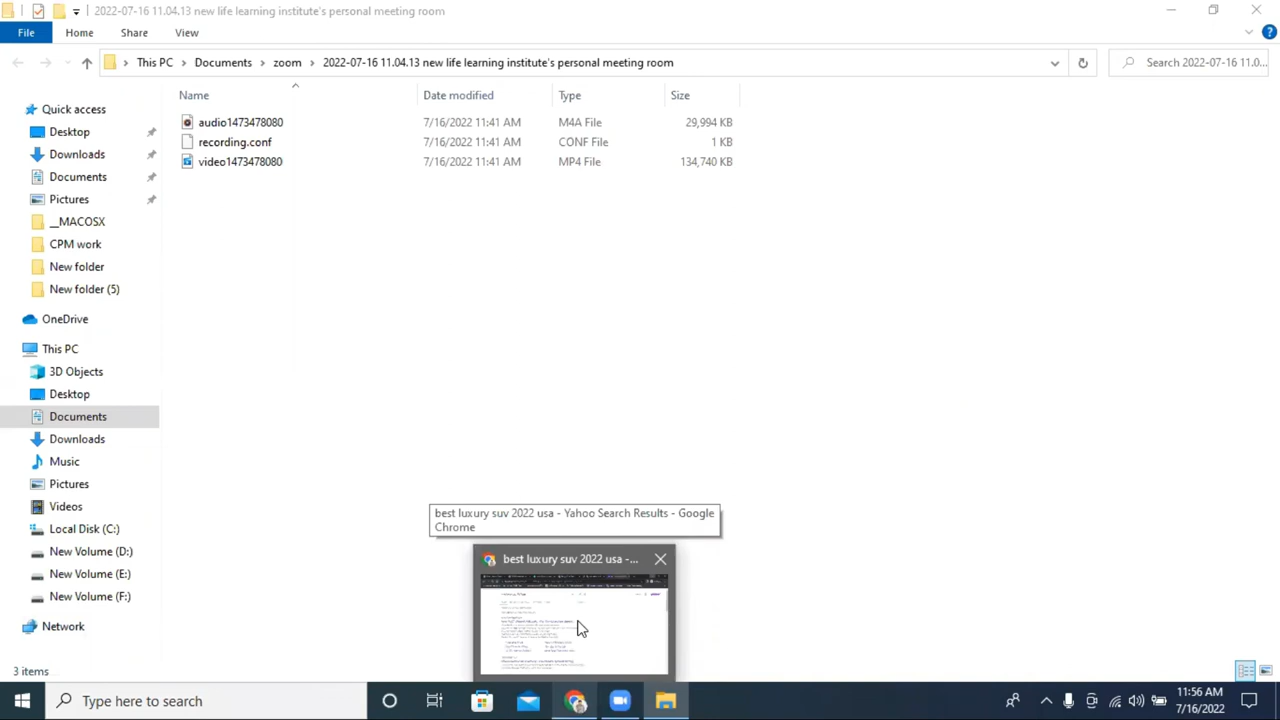 2022-07-16 11.04.13 new life learning institute's personal meeting room
File Home Share View
This PC Documents zoom 2022-07-16 11.04.13 new life learning institute's personal meeting room Search 2022-07-16 11.0...
Name Date modified Type Size
audio1473478080 7/16/2022 11:41 AM M4A File 29,994 KB
recording.conf 7/16/2022 11:41 AM CONF File 1 KB
video1473478080 7/16/2022 11:41 AM MP4 File 134,740 KB
Quick access
Desktop
Downloads
Documents
Pictures
__MACOSX
CPM work
New folder
New folder (5)
OneDrive
This PC
3D Objects
Desktop
Documents
Downloads
Music
Pictures
Videos
Local Disk (C:)
New Volume (D:)
New Volume (E:)
New Volume (F:)
Network
best luxury suv 2022 usa - Yahoo Search Results - Google
Chrome
best luxury suv 2022 usa -...
3 items
Type here to search
11:56 AM
7/16/2022